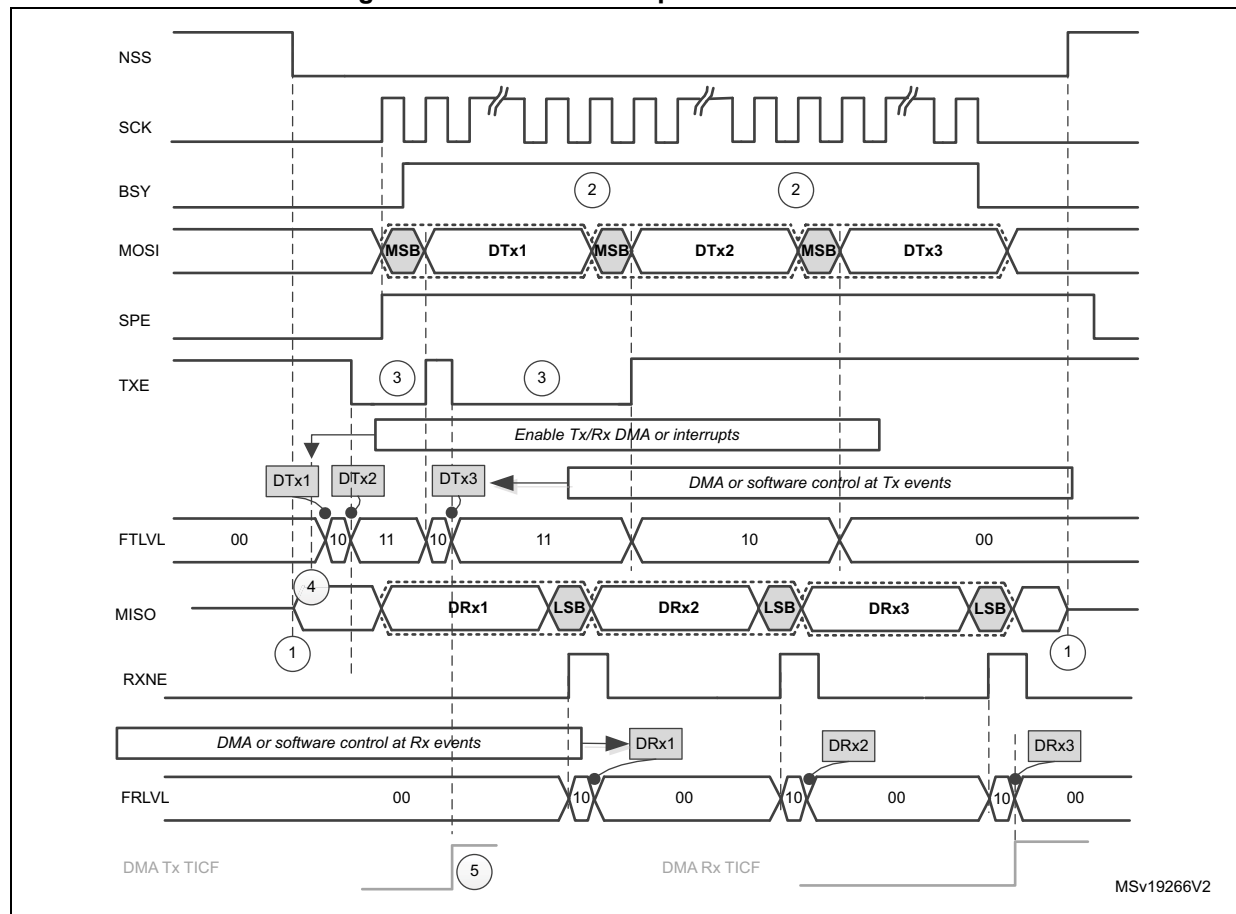 NSS
SCK
BSY
2
2
MOSI
MSB
DTx1
MSB
DTx2
MSB
DTx3
SPE
TXE
3
3
Enable Tx/Rx DMA or interrupts
DTx1
DTx2
DTx3
DMA or software control at Tx events
FTLVL
00
10
11
10
11
10
00
4
MISO
DRx1
LSB
DRx2
LSB
DRx3
LSB
1
1
RXNE
DMA or software control at Rx events
DRx1
DRx2
DRx3
FRLVL
00
10
00
10
00
10
00
DMA Tx TICF
5
DMA Rx TICF
MSv19266V2